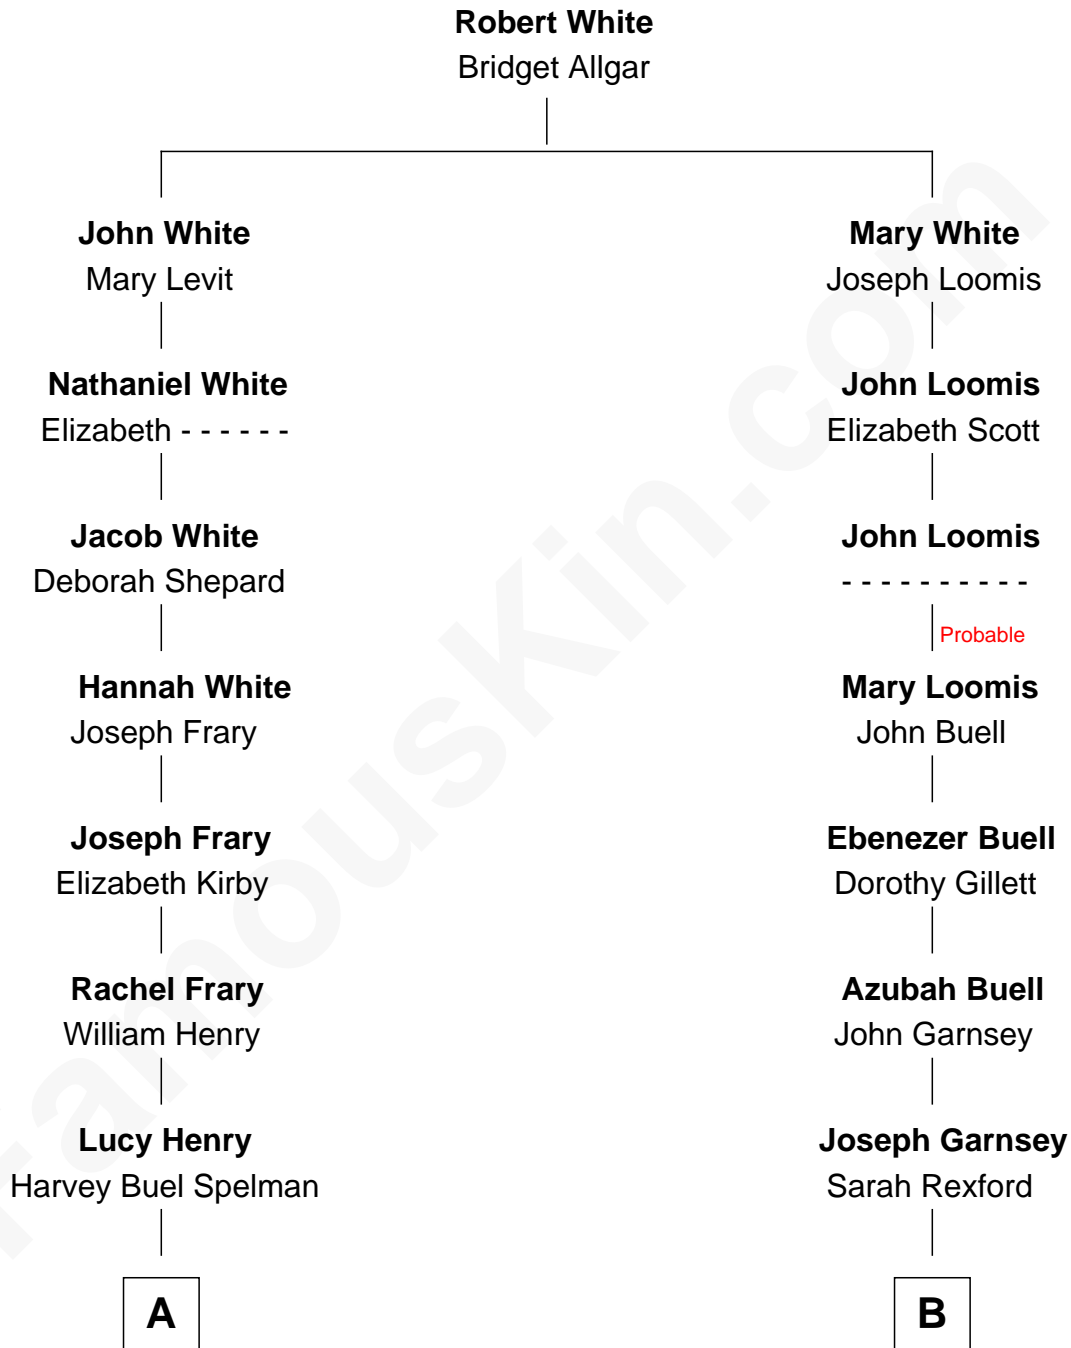 Robert White
Bridget Allgar
John White
Mary Levit
Mary White
Joseph Loomis
Nathaniel White
Elizabeth - - - - - -
John Loomis
Elizabeth Scott
Jacob White
Deborah Shepard
John Loomis
- - - - - - - - - -
Probable
Hannah White
Joseph Frary
Mary Loomis
John Buell
Joseph Frary
Elizabeth Kirby
Ebenezer Buell
Dorothy Gillett
Rachel Frary
William Henry
Azubah Buell
John Garnsey
Lucy Henry
Harvey Buel Spelman
Joseph Garnsey
Sarah Rexford
A
B
FamousKin.com